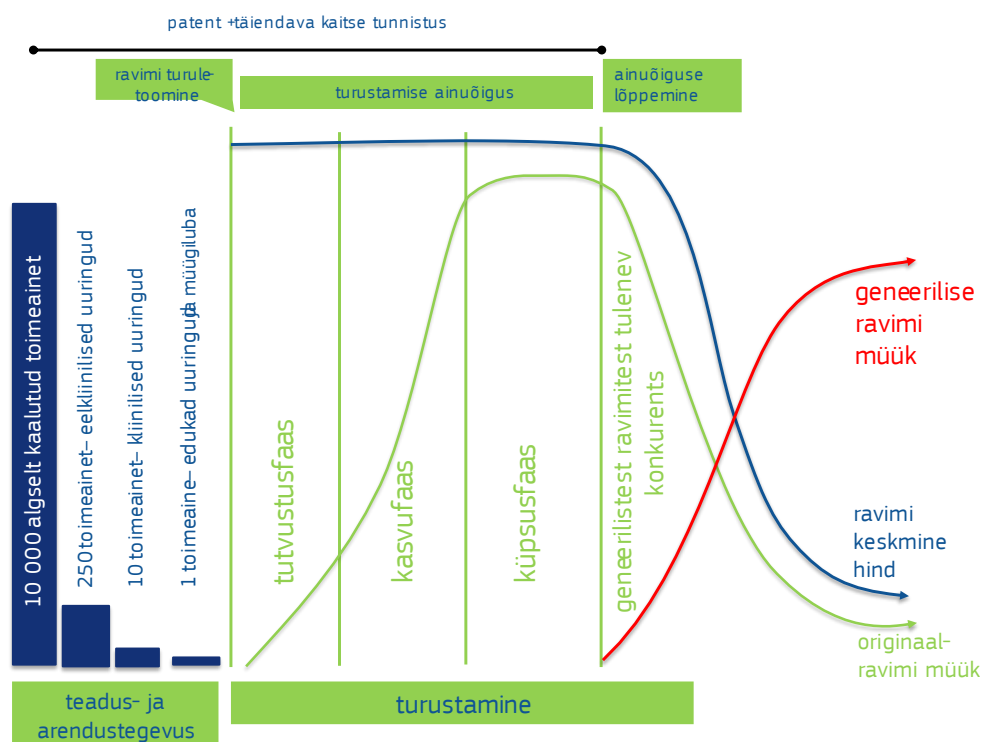 patent +täiendava kaitse tunnistus
ravimi turule-
toomine
turustamise ainuõigus
ainuõiguse
lõppemine
10 000 algselt kaalutud toimeainet
250 toimeainet– eelkliinilised uuringud
10 toimeainet– kliinilised uuringud
1 toimeaine– edukad uuringud ja müügiluba
tutvustusfaas
kasvufaas
küpsusfaas
geneerilistest ravimitest tulenev
konkurents
geneerilise
ravimi
müük
ravimi
keskmine
hind
originaal-
ravimi müük
teadus- ja
arendustegevus
turustamine